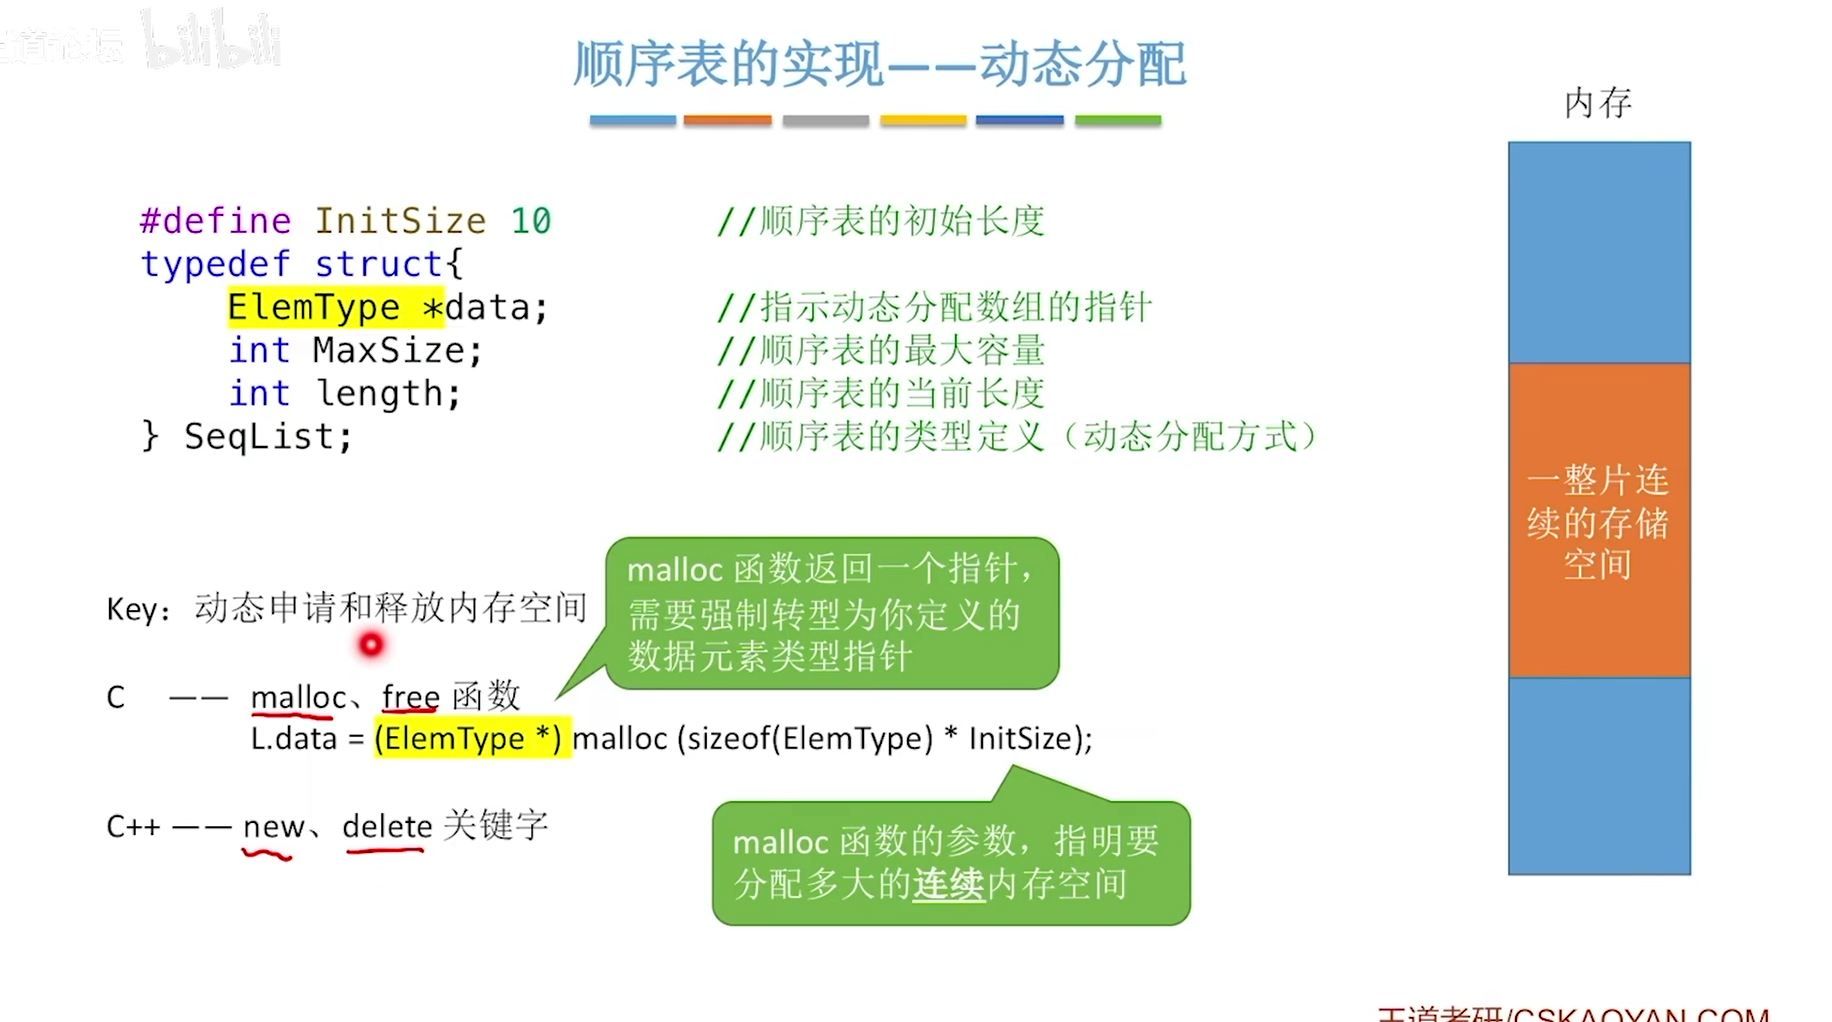 王道论坛 bilibili
顺序表的实现——动态分配
内存
#define InitSize 10 //顺序表的初始长度
typedef struct{
ElemType *data; //指示动态分配数组的指针
int MaxSize; //顺序表的最大容量
int length; //顺序表的当前长度
} SeqList; //顺序表的类型定义（动态分配方式）
一整片连
续的存储
空间
malloc 函数返回一个指针，
需要强制转型为你定义的
数据元素类型指针
Key：动态申请和释放内存空间
C —— malloc、free 函数
L.data = (ElemType *) malloc (sizeof(ElemType) * InitSize);
C++ —— new、delete 关键字
malloc 函数的参数，指明要
分配多大的连续内存空间
王道考研/CSKAOYAN.COM